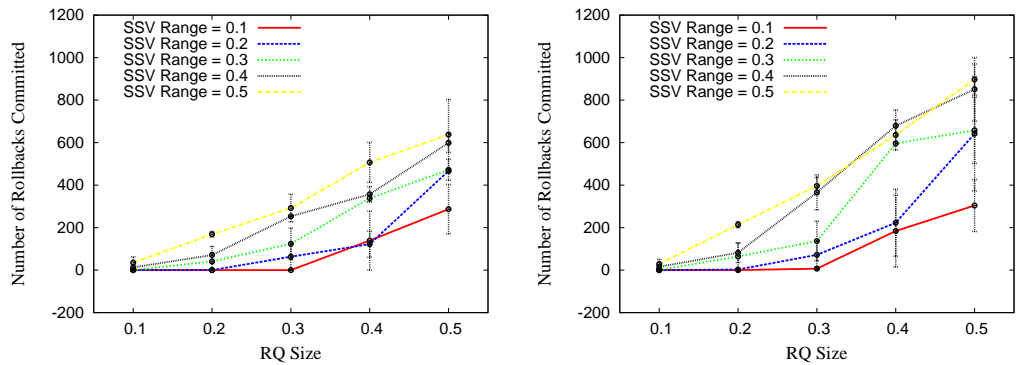 1200
1000
800
600
400
200
0
-200
Number of Rollbacks Committed
SSV Range = 0.1
SSV Range = 0.2
SSV Range = 0.3
SSV Range = 0.4
SSV Range = 0.5
0.1 0.2 0.3 0.4 0.5
RQ Size
1200
1000
800
600
400
200
0
-200
Number of Rollbacks Committed
SSV Range = 0.1
SSV Range = 0.2
SSV Range = 0.3
SSV Range = 0.4
SSV Range = 0.5
0.1 0.2 0.3 0.4 0.5
RQ Size